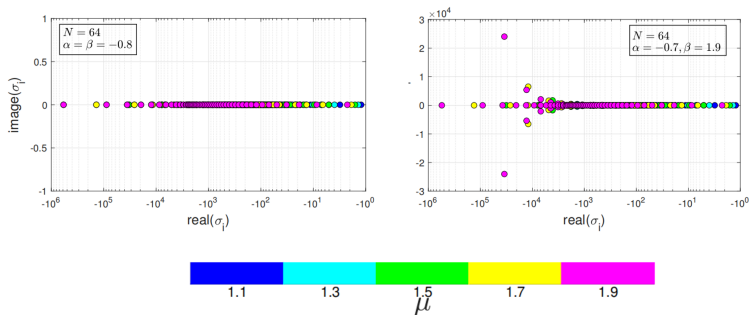 1
0.5
0
-0.5
-1
image(σi)
N = 64
α = β = −0.8
-10^6
-10^5
-10^4
-10^3
-10^2
-10^1
-10^0
real(σi)
3 ×10^4
2
1
0
-1
-2
-3
N = 64
α = −0.7, β = 1.9
-10^6
-10^5
-10^4
-10^3
-10^2
-10^1
-10^0
real(σi)
1.1 1.3 1.5 1.7 1.9
μ